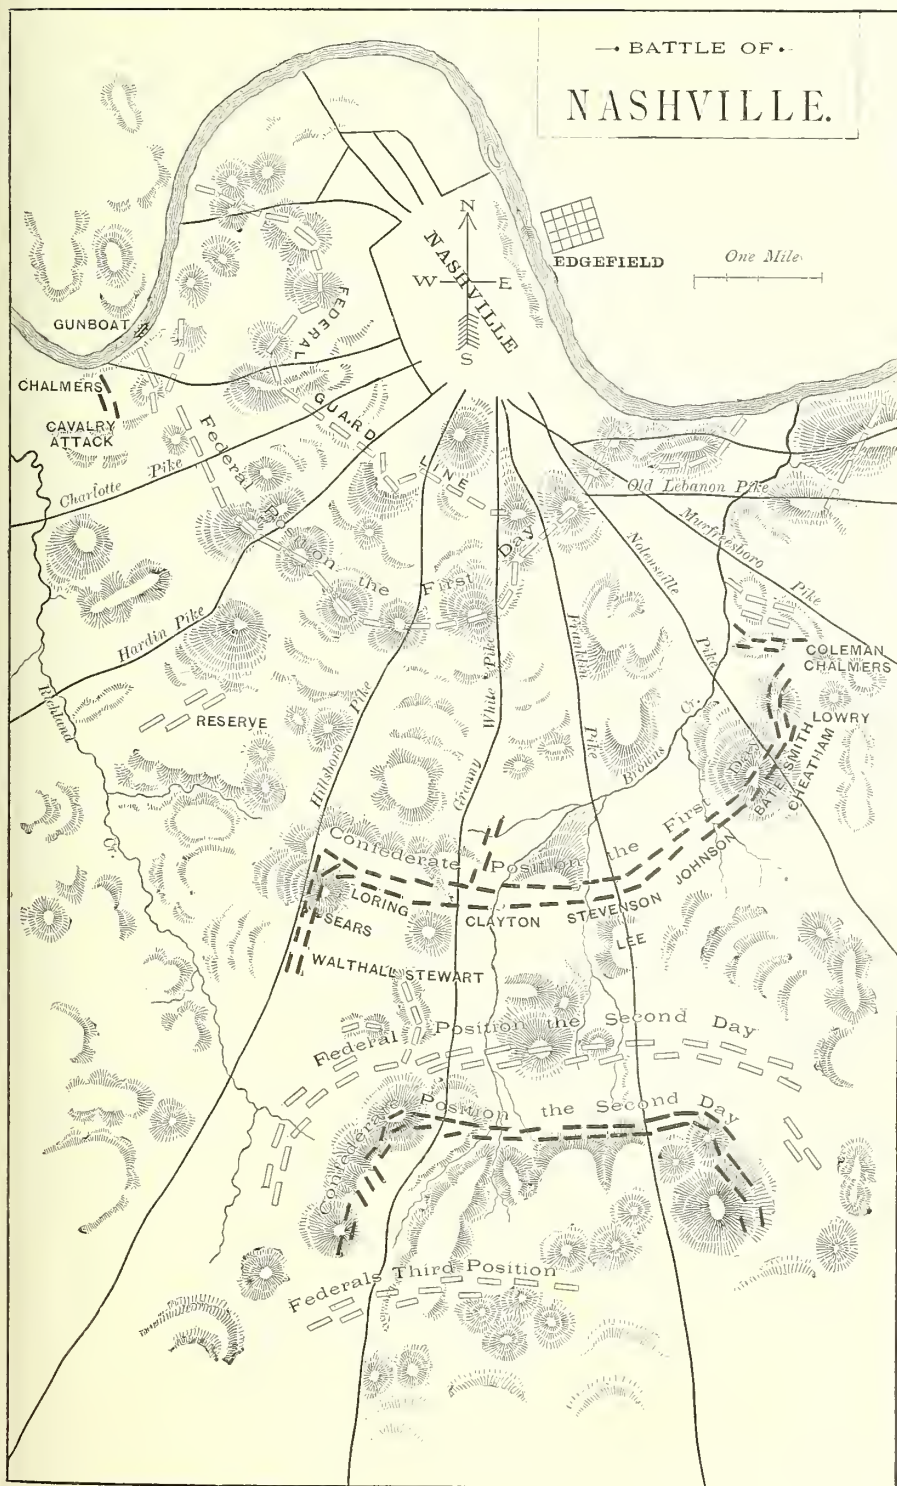 BATTLE OF
NASHVILLE.
N
W E
S
NASHVILLE
EDGEFIELD
One Mile
GUNBOAT
CHALMERS
CAVALRY
ATTACK
FEDERAL
GUARD
LINE
Federal Position the First Day
Charlotte Pike
Hardin Pike
Old Lebanon Pike
Murfreesboro Pike
Nolensville Pike
Franklin Pike
Granny White Pike
Hillsboro Pike
Richland Cr.
Browns Cr.
RESERVE
COLEMAN
CHALMERS
LOWRY
SMITH
CHEATHAM
BATE
JOHNSON
Confederate Position the First Day
LORING
SEARS
CLAYTON
STEVENSON
LEE
WALTHALL STEWART
Federal Position the Second Day
Confederate Position the Second Day
Federals Third Position